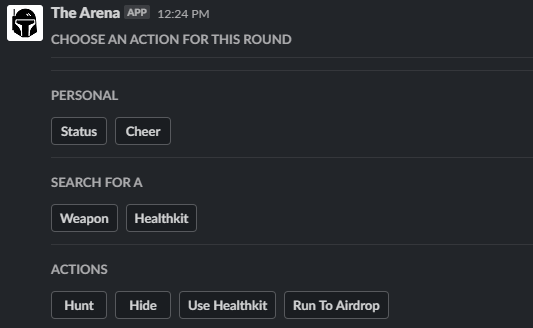 The Arena APP 12:24 PM
CHOOSE AN ACTION FOR THIS ROUND
PERSONAL
Status Cheer
SEARCH FOR A
Weapon Healthkit
ACTIONS
Hunt Hide Use Healthkit Run To Airdrop